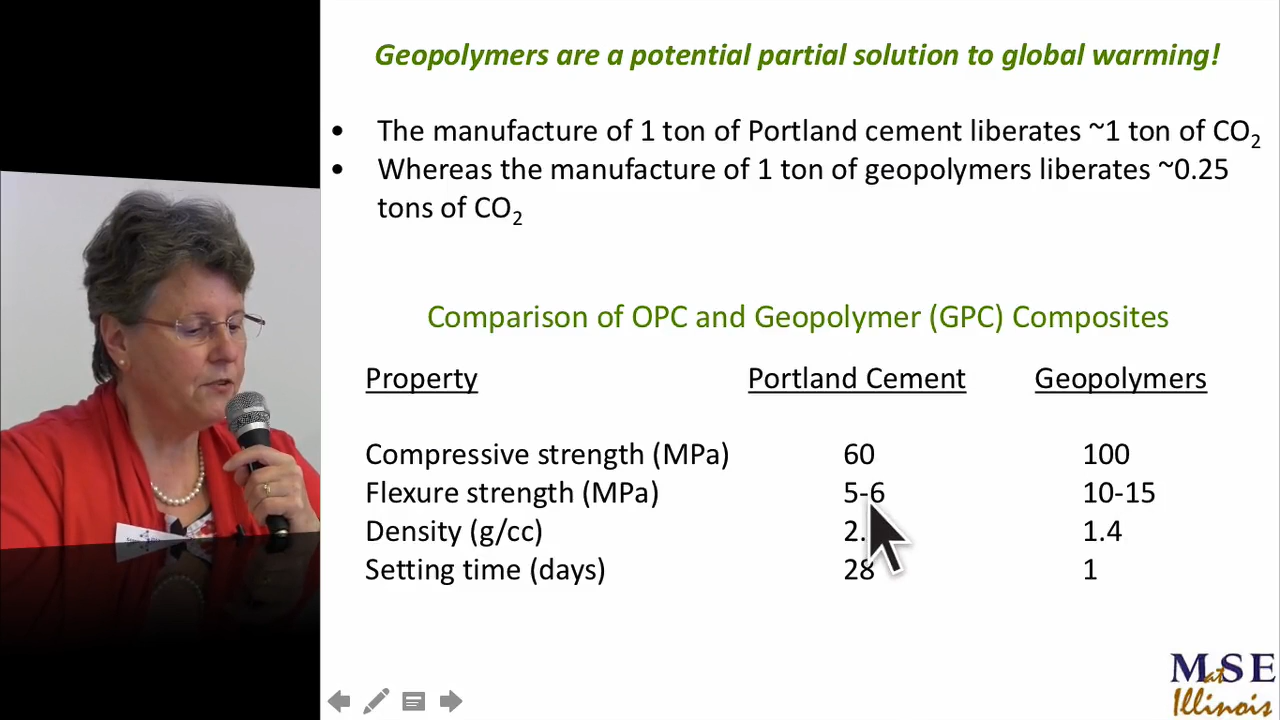 Geopolymers are a potential partial solution to global warming!
• The manufacture of 1 ton of Portland cement liberates ~1 ton of CO2
• Whereas the manufacture of 1 ton of geopolymers liberates ~0.25
tons of CO2
Comparison of OPC and Geopolymer (GPC) Composites
Property Portland Cement Geopolymers
Compressive strength (MPa) 60 100
Flexure strength (MPa) 5-6 10-15
Density (g/cc) 2. 1.4
Setting time (days) 28 1
MatSE
Illinois